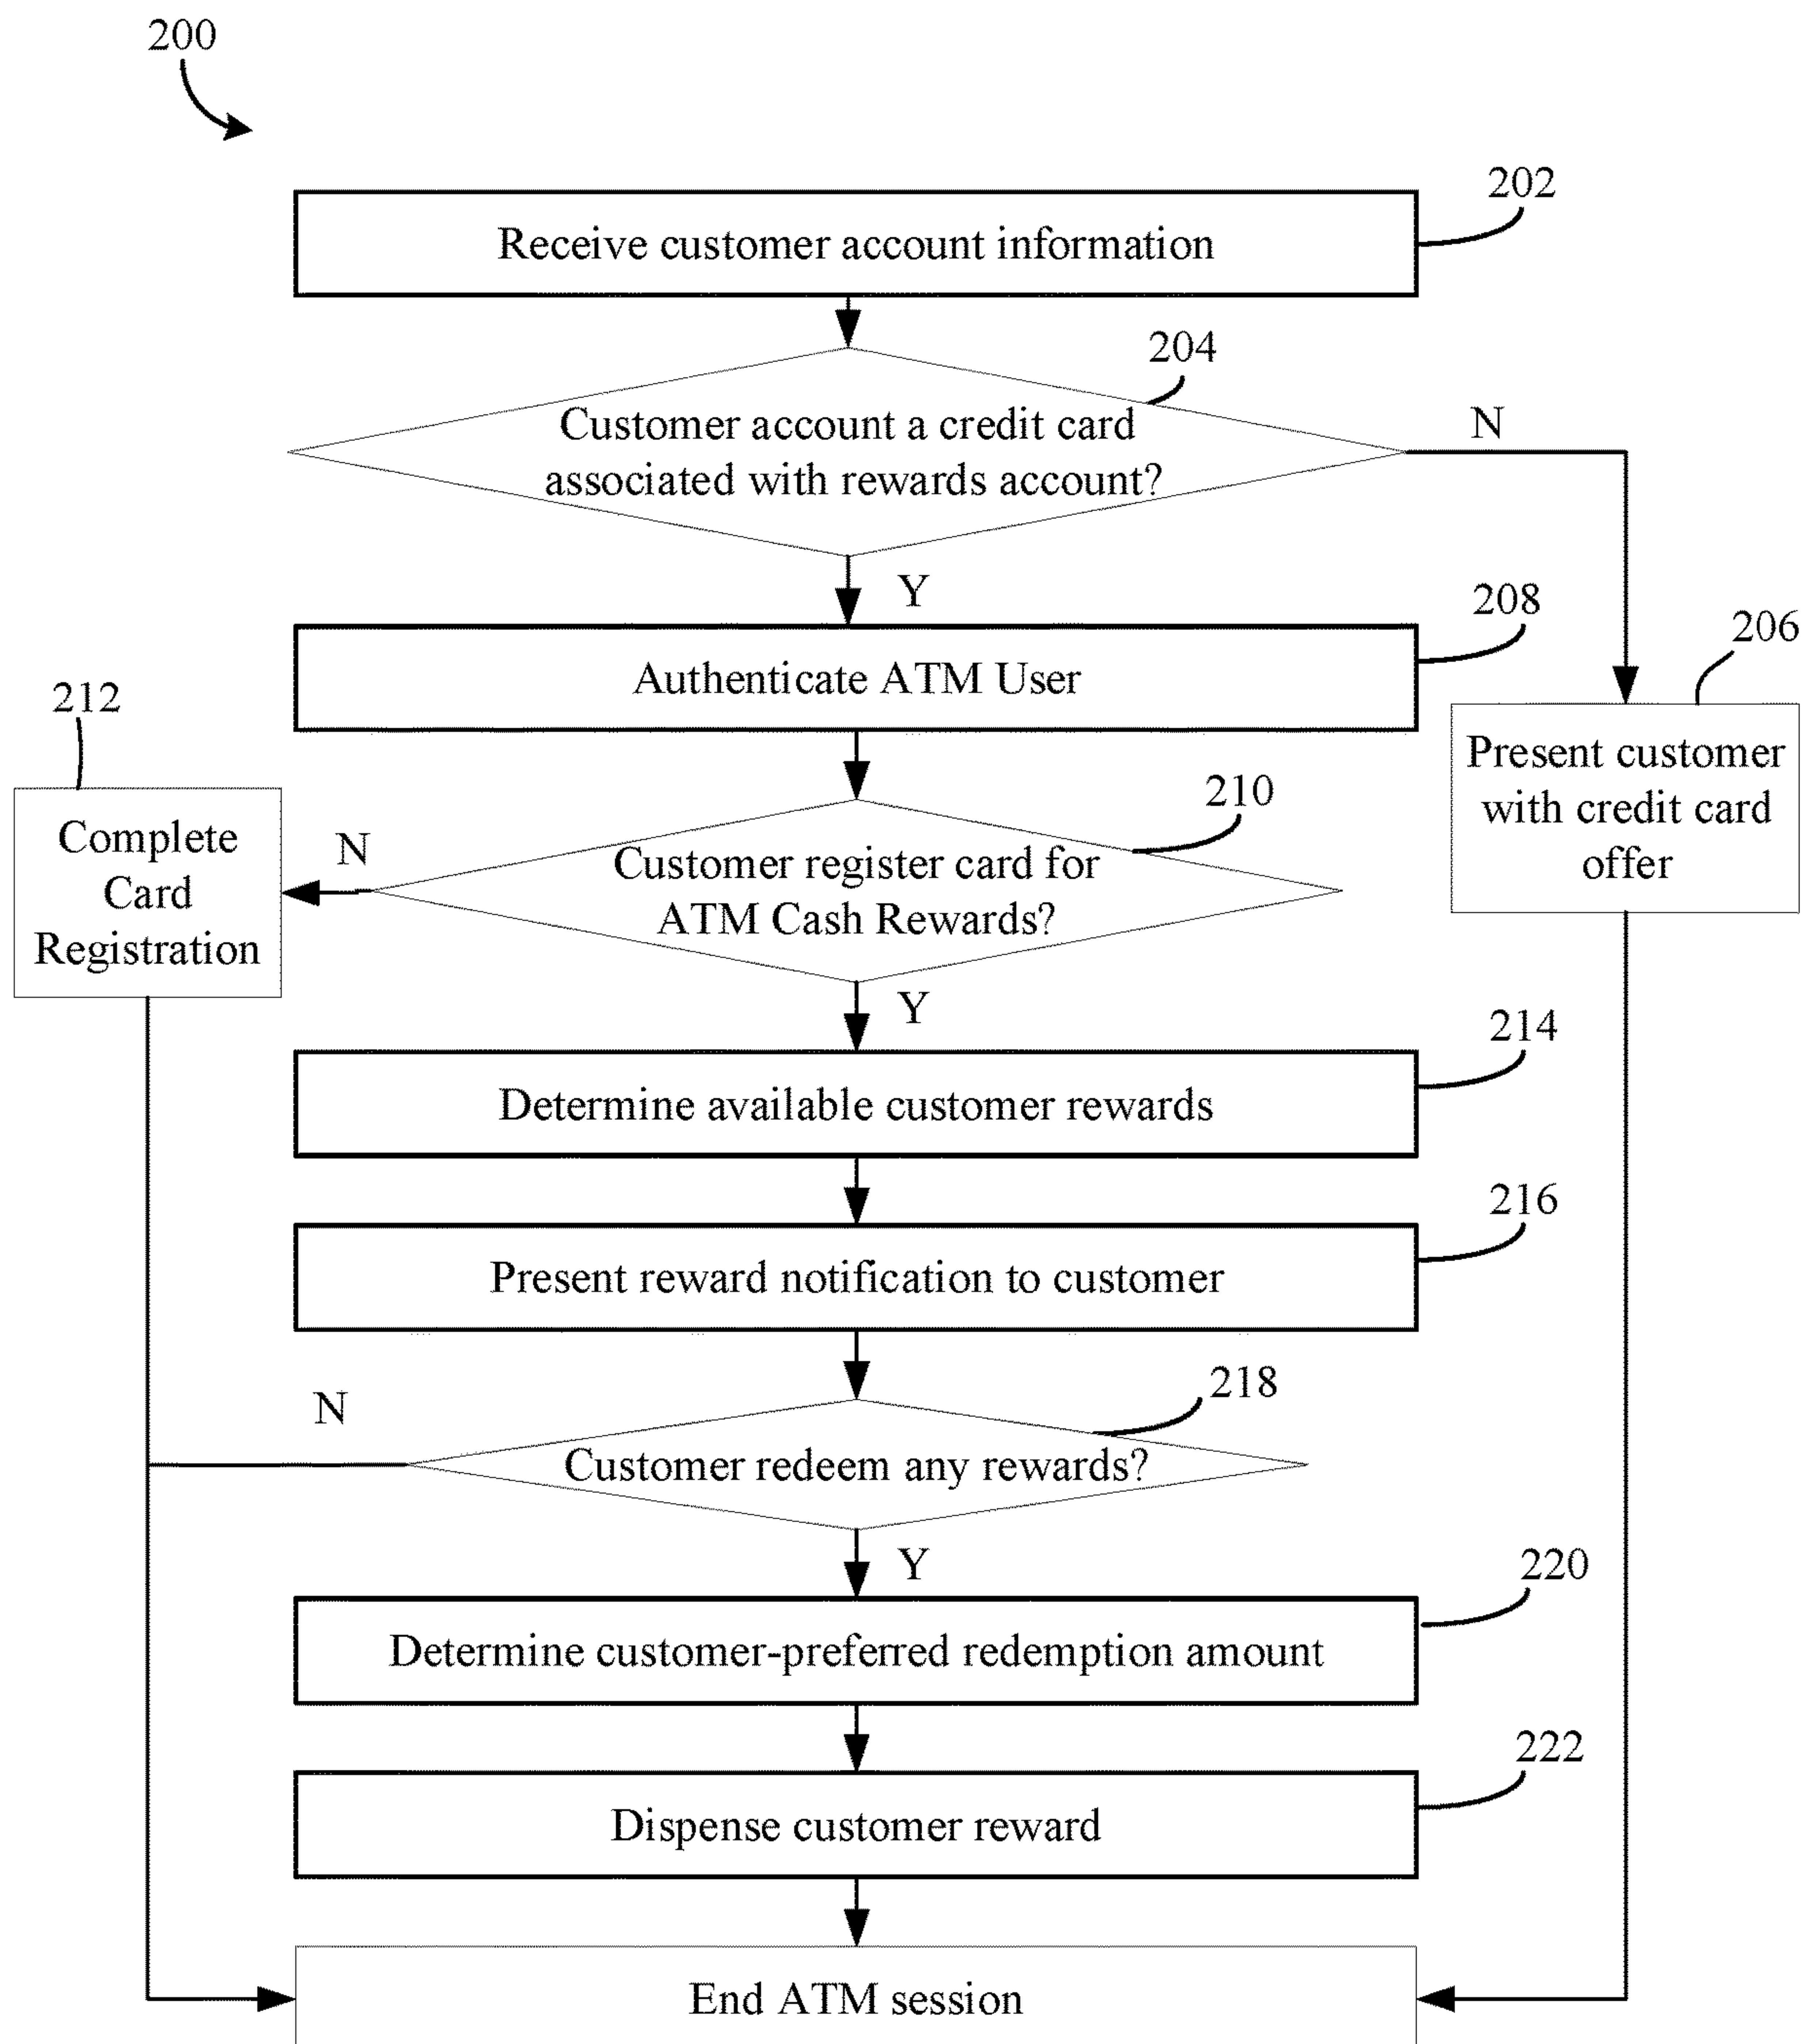 200
202
Receive customer account information
204
Customer account a credit card
associated with rewards account?
N
Y
208
Authenticate ATM User
206
Present customer
with credit card
offer
212
Complete
Card
Registration
N
210
Customer register card for
ATM Cash Rewards?
Y
214
Determine available customer rewards
216
Present reward notification to customer
218
N
Customer redeem any rewards?
Y
220
Determine customer-preferred redemption amount
222
Dispense customer reward
End ATM session